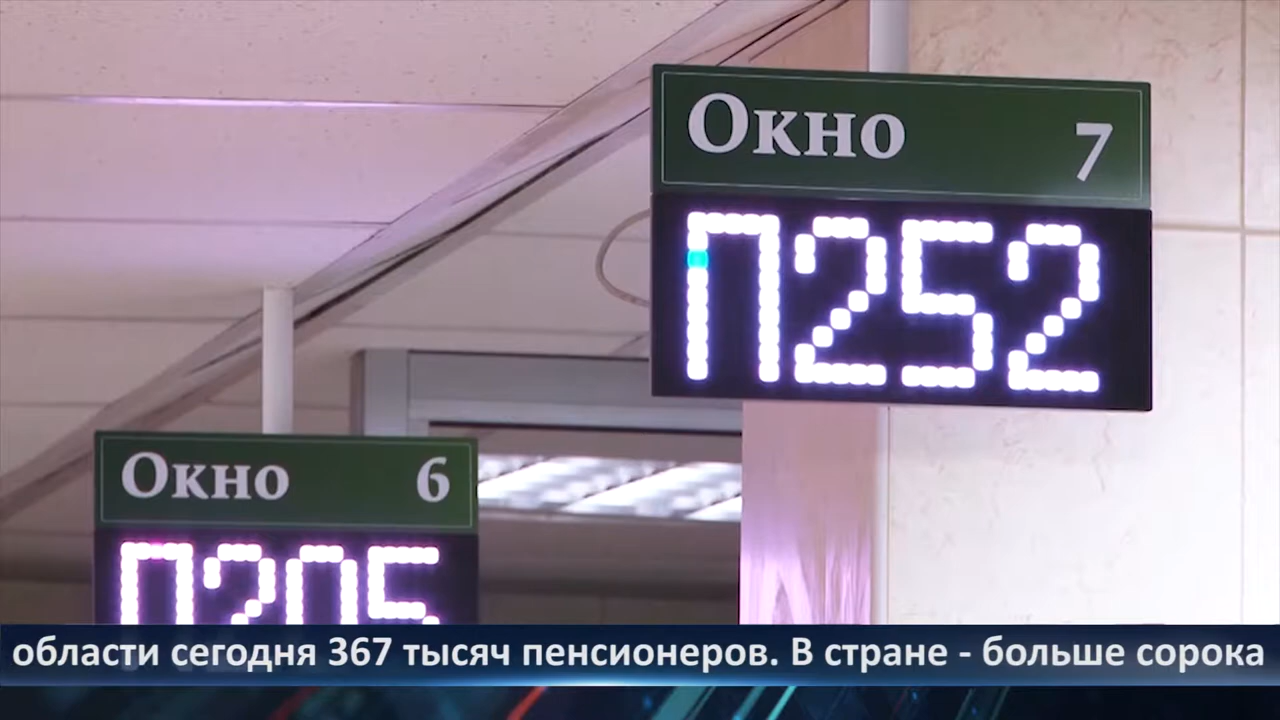 Окно 7
П252
Окно 6
П205
области сегодня 367 тысяч пенсионеров. В стране - больше сорока